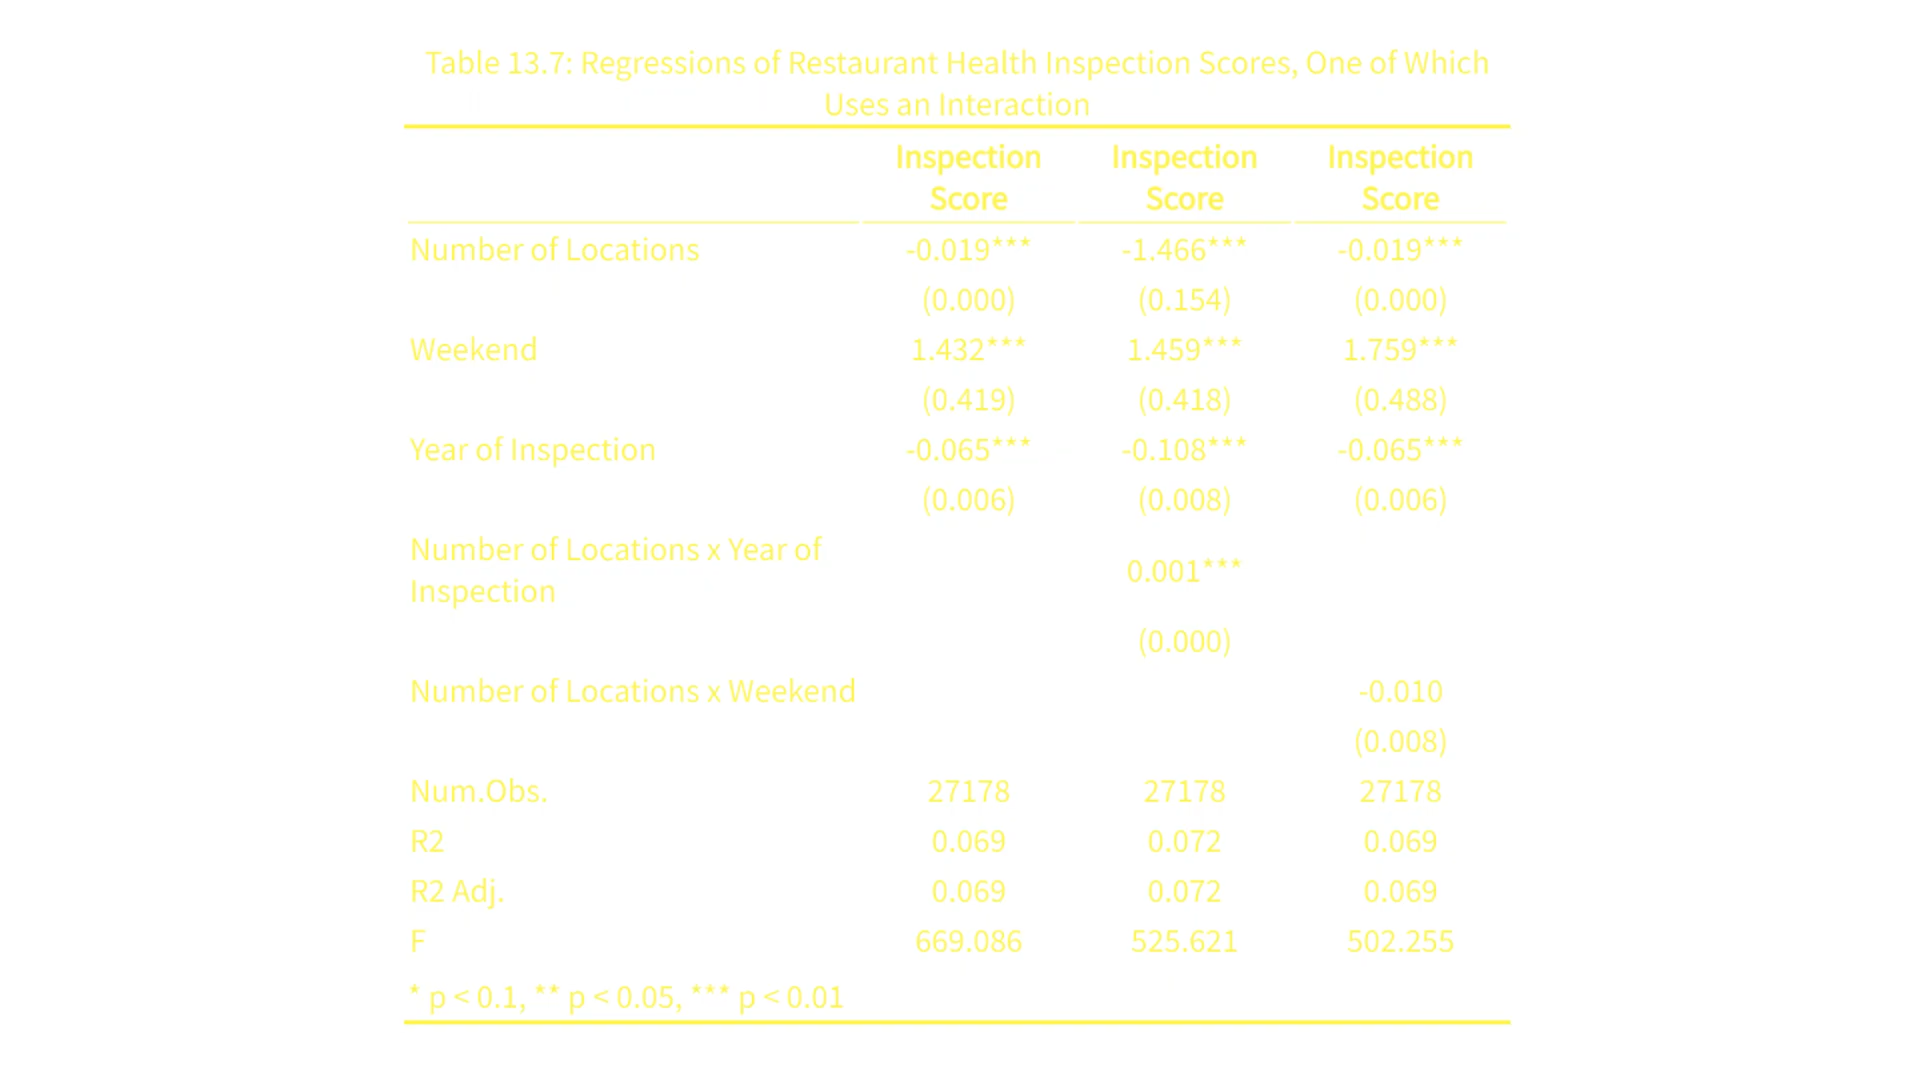 Table 13.7: Regressions of Restaurant Health Inspection Scores, One of Which
Uses an Interaction
Inspection Score Inspection Score Inspection Score
Number of Locations -0.019*** -1.466*** -0.019***
(0.000) (0.154) (0.000)
Weekend 1.432*** 1.459*** 1.759***
(0.419) (0.418) (0.488)
Year of Inspection -0.065*** -0.108*** -0.065***
(0.006) (0.008) (0.006)
Number of Locations x Year of
Inspection 0.001***
(0.000)
Number of Locations x Weekend -0.010
(0.008)
Num.Obs. 27178 27178 27178
R2 0.069 0.072 0.069
R2 Adj. 0.069 0.072 0.069
F 669.086 525.621 502.255
* p < 0.1, ** p < 0.05, *** p < 0.01